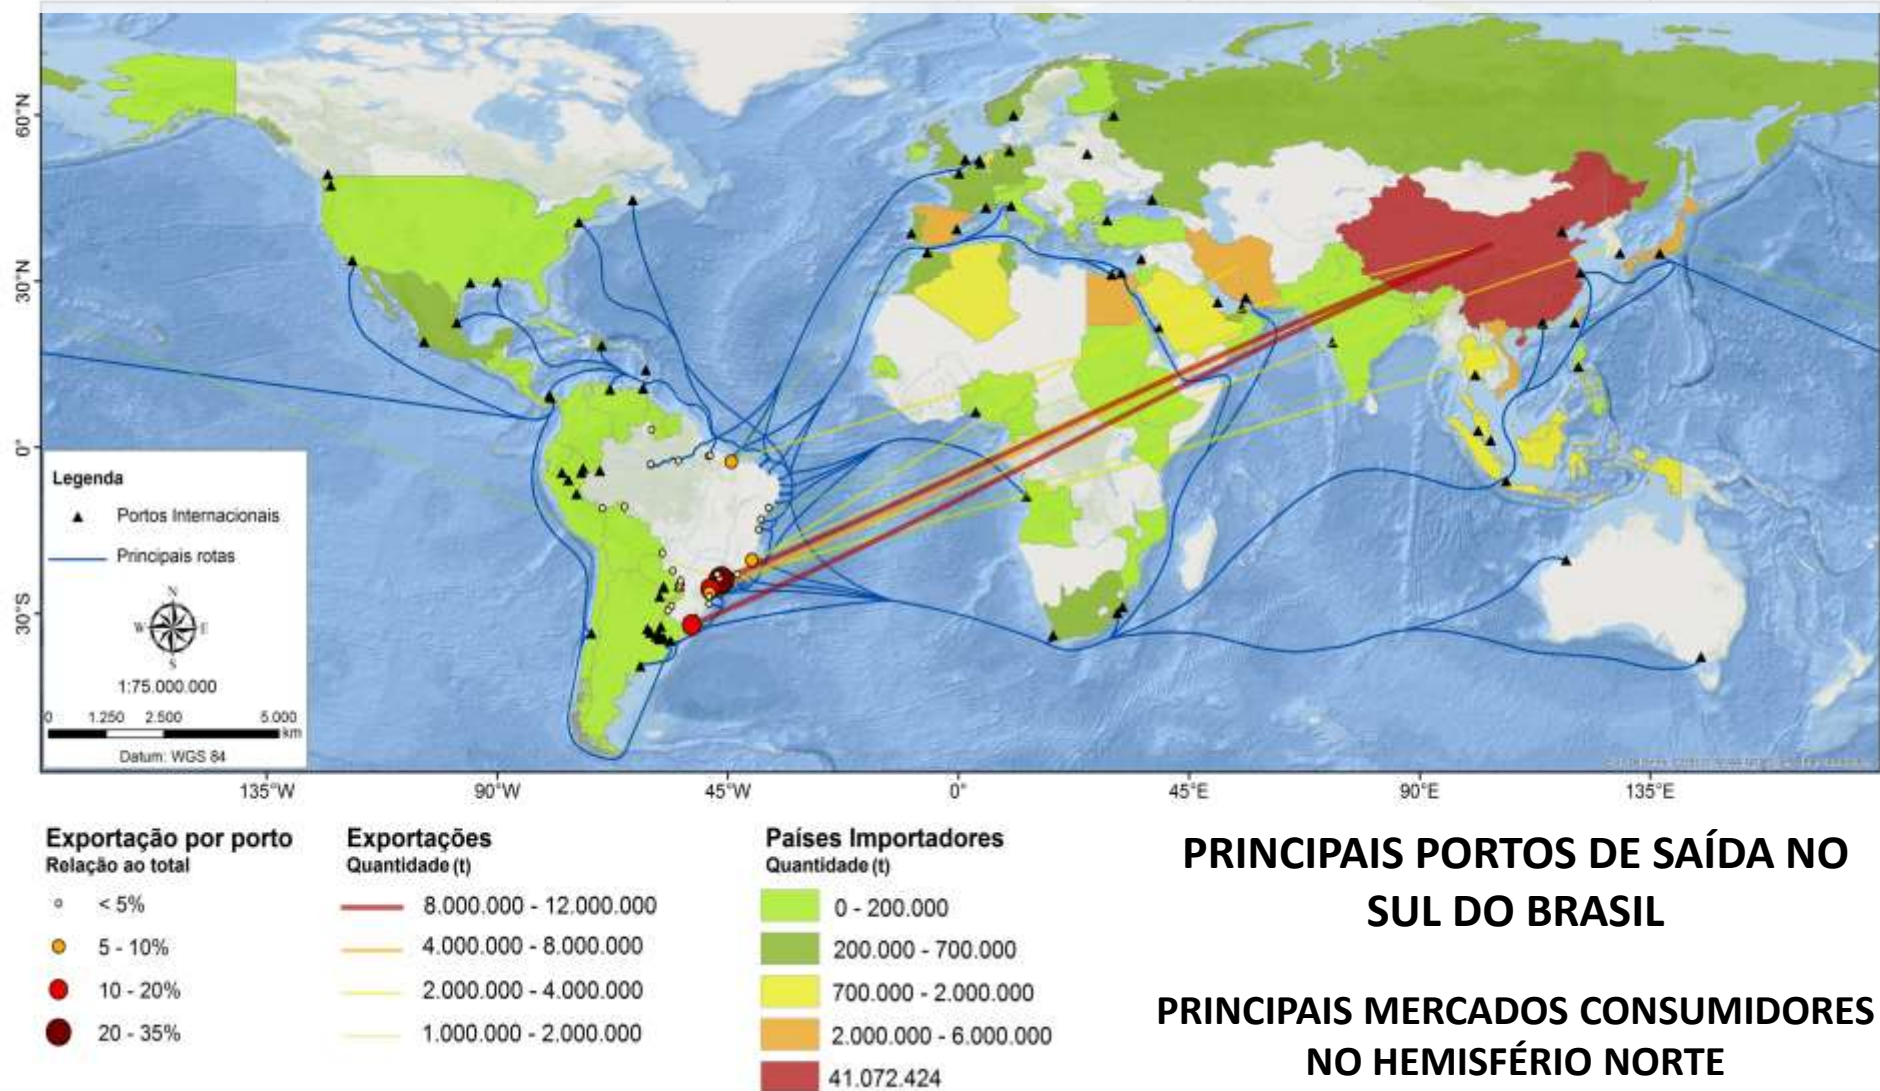 60°N
30°N
0°
30°S
Legenda
Portos Internacionais
Principais rotas
N
W E
S
1:75.000.000
0 1.250 2.500 5.000
km
Datum: WGS 84
135°W 90°W 45°W 0° 45°E 90°E 135°E
Exportação por porto
Relação ao total
< 5%
5 - 10%
10 - 20%
20 - 35%
Exportações
Quantidade (t)
8.000.000 - 12.000.000
4.000.000 - 8.000.000
2.000.000 - 4.000.000
1.000.000 - 2.000.000
Países Importadores
Quantidade (t)
0 - 200.000
200.000 - 700.000
700.000 - 2.000.000
2.000.000 - 6.000.000
41.072.424
PRINCIPAIS PORTOS DE SAÍDA NO
SUL DO BRASIL
PRINCIPAIS MERCADOS CONSUMIDORES
NO HEMISFÉRIO NORTE